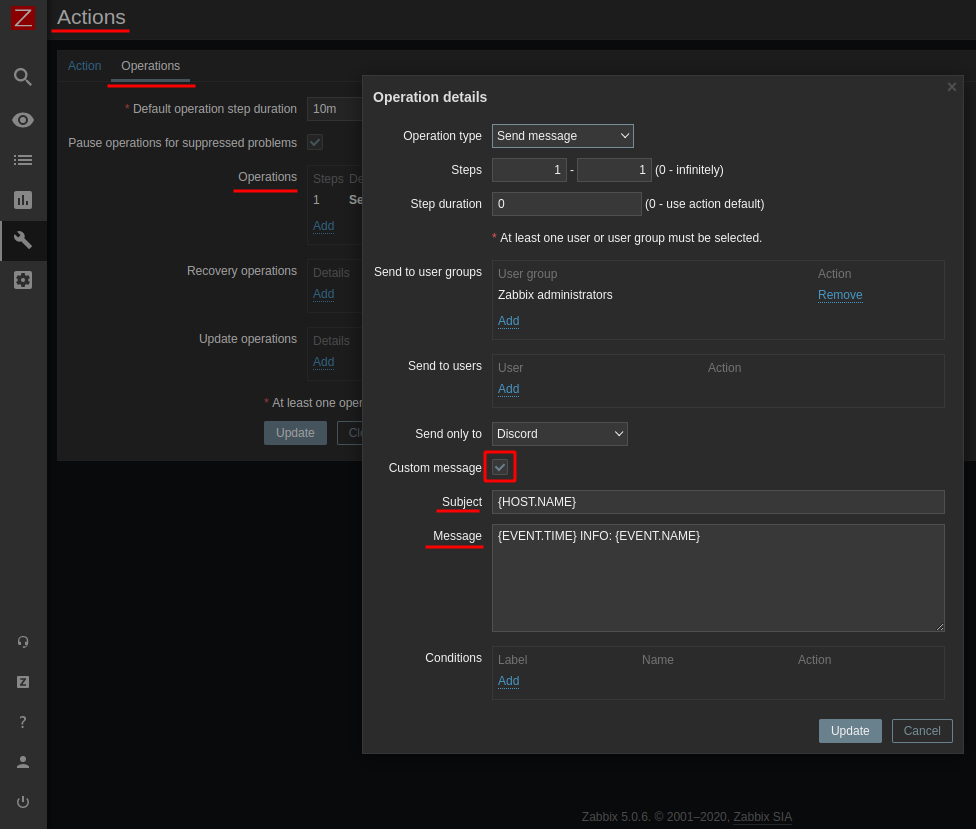 Z
Actions
Action Operations
* Default operation step duration 10m
Pause operations for suppressed problems
Operations Steps De
1 Se
Add
Recovery operations Details
Add
Update operations Details
Add
* At least one oper
Update Cle
Operation details ×
Operation type Send message
Steps 1 - 1 (0 - infinitely)
Step duration 0 (0 - use action default)
* At least one user or user group must be selected.
Send to user groups User group Action
Zabbix administrators Remove
Add
Send to users User Action
Add
Send only to Discord
Custom message
Subject {HOST.NAME}
Message {EVENT.TIME} INFO: {EVENT.NAME}
Conditions Label Name Action
Add
Update Cancel
Z
?
Zabbix 5.0.6. © 2001–2020, Zabbix SIA